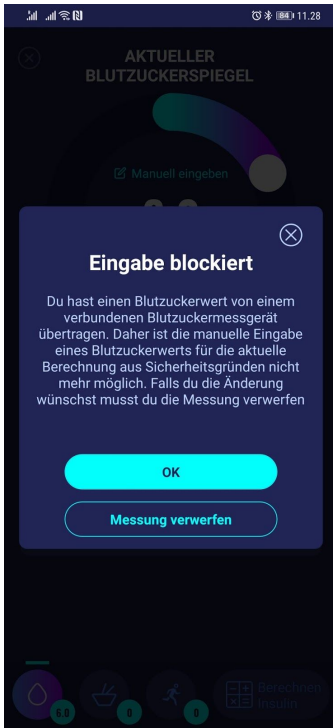 84 11.28
AKTUELLER
BLUTZUCKERSPIEGEL
Manuell eingeben
Eingabe blockiert
Du hast einen Blutzuckerwert von einem
verbundenen Blutzuckermessgerät
übertragen. Daher ist die manuelle Eingabe
eines Blutzuckerwerts für die aktuelle
Berechnung aus Sicherheitsgründen nicht
mehr möglich. Falls du die Änderung
wünschst musst du die Messung verwerfen
OK
Messung verwerfen
6.0 0 0 Berechnen
Insulin